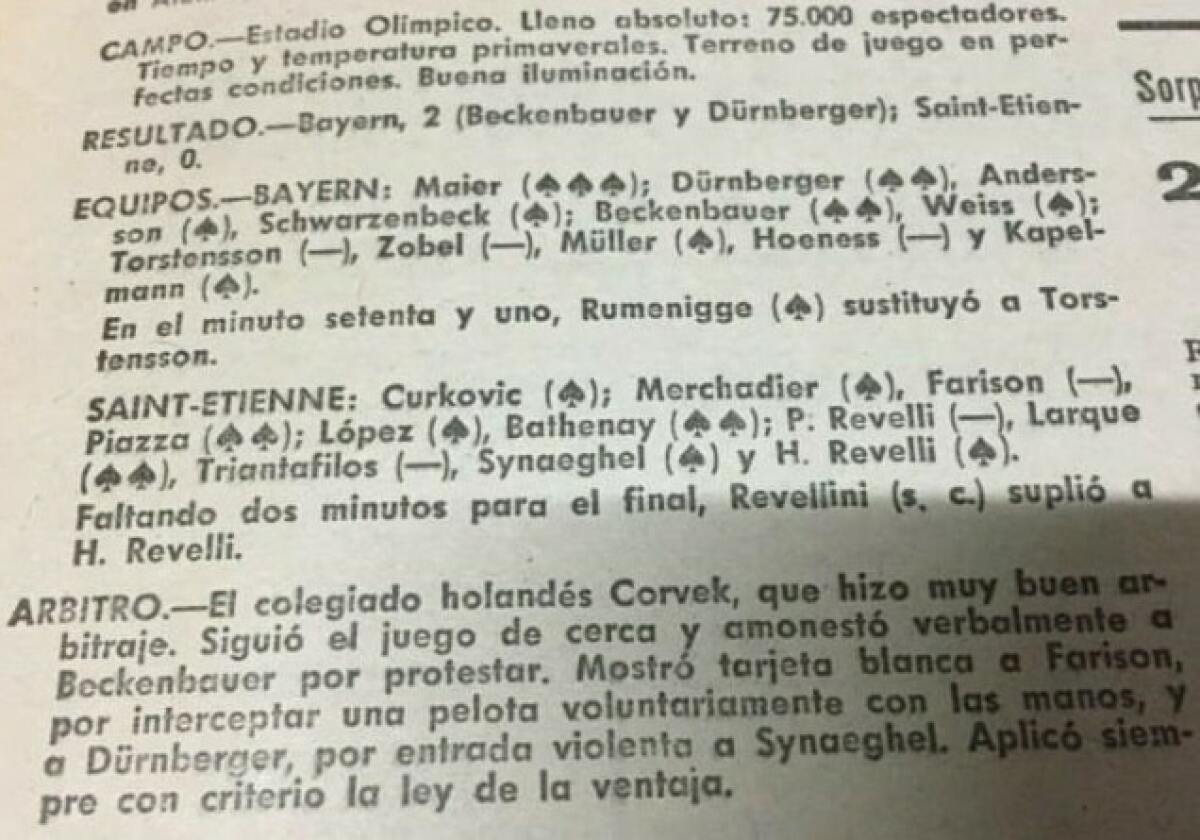 en
CAMPO.—Estadio Olímpico. Lleno absoluto: 75.000 espectadores.
Tiempo y temperatura primaverales. Terreno de juego en per-
fectas condiciones. Buena iluminación.
RESULTADO.—Bayern, 2 (Beckenbauer y Dürnberger); Saint-Etien-
ne, 0.
EQUIPOS.—BAYERN: Maier (♠♠♠); Dürnberger (♠♠), Anders-
son (♠), Schwarzenbeck (♠); Beckenbauer (♠♠), Weiss (♠);
Torstensson (—), Zobel (—), Müller (♠), Hoeness (—) y Kapel-
mann (♠).
En el minuto setenta y uno, Rumenigge (♠) sustituyó a Tors-
tensson.
SAINT-ETIENNE: Curkovic (♠); Merchadier (♠), Farison (—),
Piazza (♠♠); López (♠), Bathenay (♠♠); P. Revelli (—), Larque
(♠♠), Triantafilos (—), Synaeghel (♠) y H. Revelli (♠).
Faltando dos minutos para el final, Revellini (s. c.) suplió a
H. Revelli.
ARBITRO.—El colegiado holandés Corvek, que hizo muy buen ar-
bitraje. Siguió el juego de cerca y amonestó verbalmente a
Beckenbauer por protestar. Mostró tarjeta blanca a Farison,
por interceptar una pelota voluntariamente con las manos, y
a Dürnberger, por entrada violenta a Synaeghel. Aplicó siem-
pre con criterio la ley de la ventaja.
Sorp
2